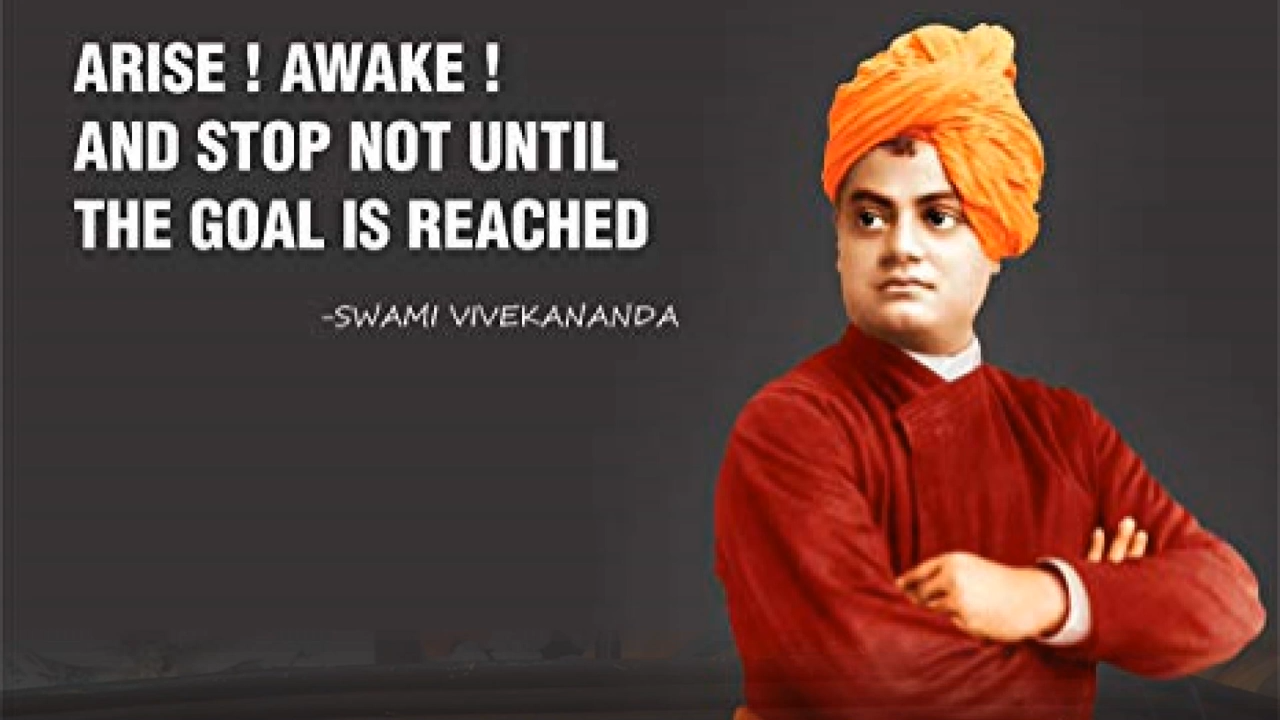 ARISE ! AWAKE !
AND STOP NOT UNTIL
THE GOAL IS REACHED
-SWAMI VIVEKANANDA